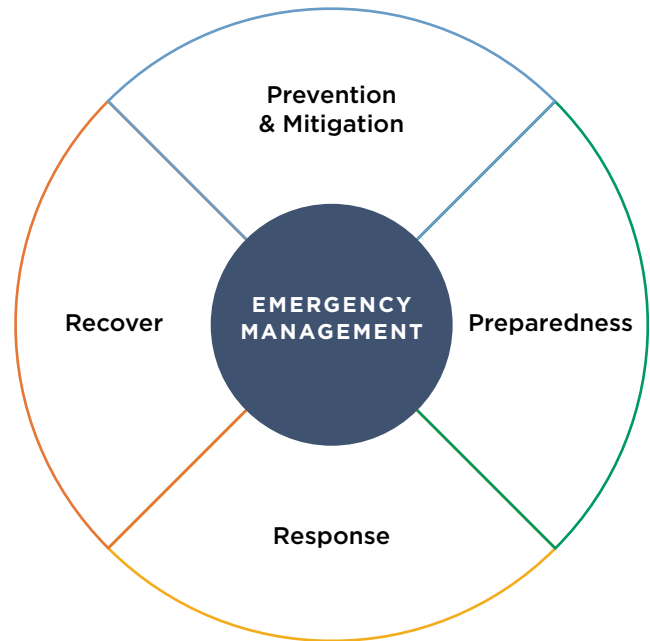 Prevention
& Mitigation
EMERGENCY
MANAGEMENT
Recover
Preparedness
Response